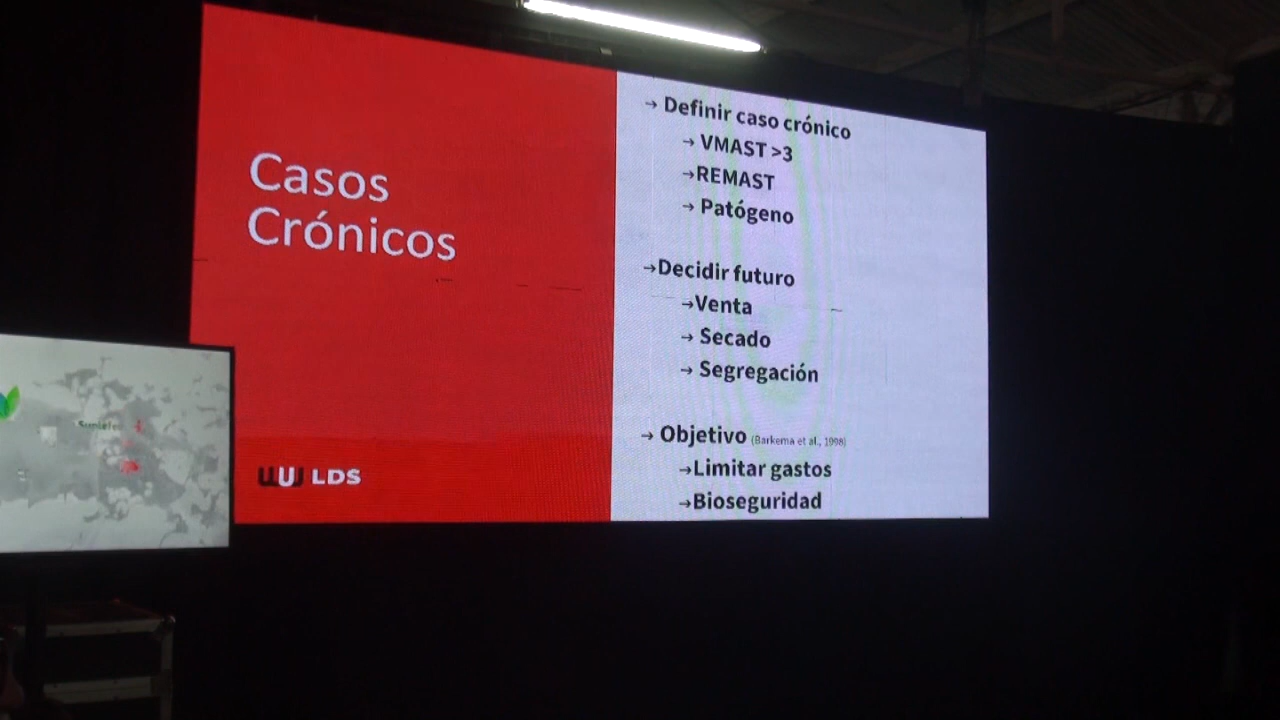 Casos
Crónicos
LDS
→ Definir caso crónico
→ VMAST >3
→REMAST
→ Patógeno
→Decidir futuro
→Venta
→ Secado
→ Segregación
→ Objetivo (Barkema et al., 1998)
→Limitar gastos
→Bioseguridad